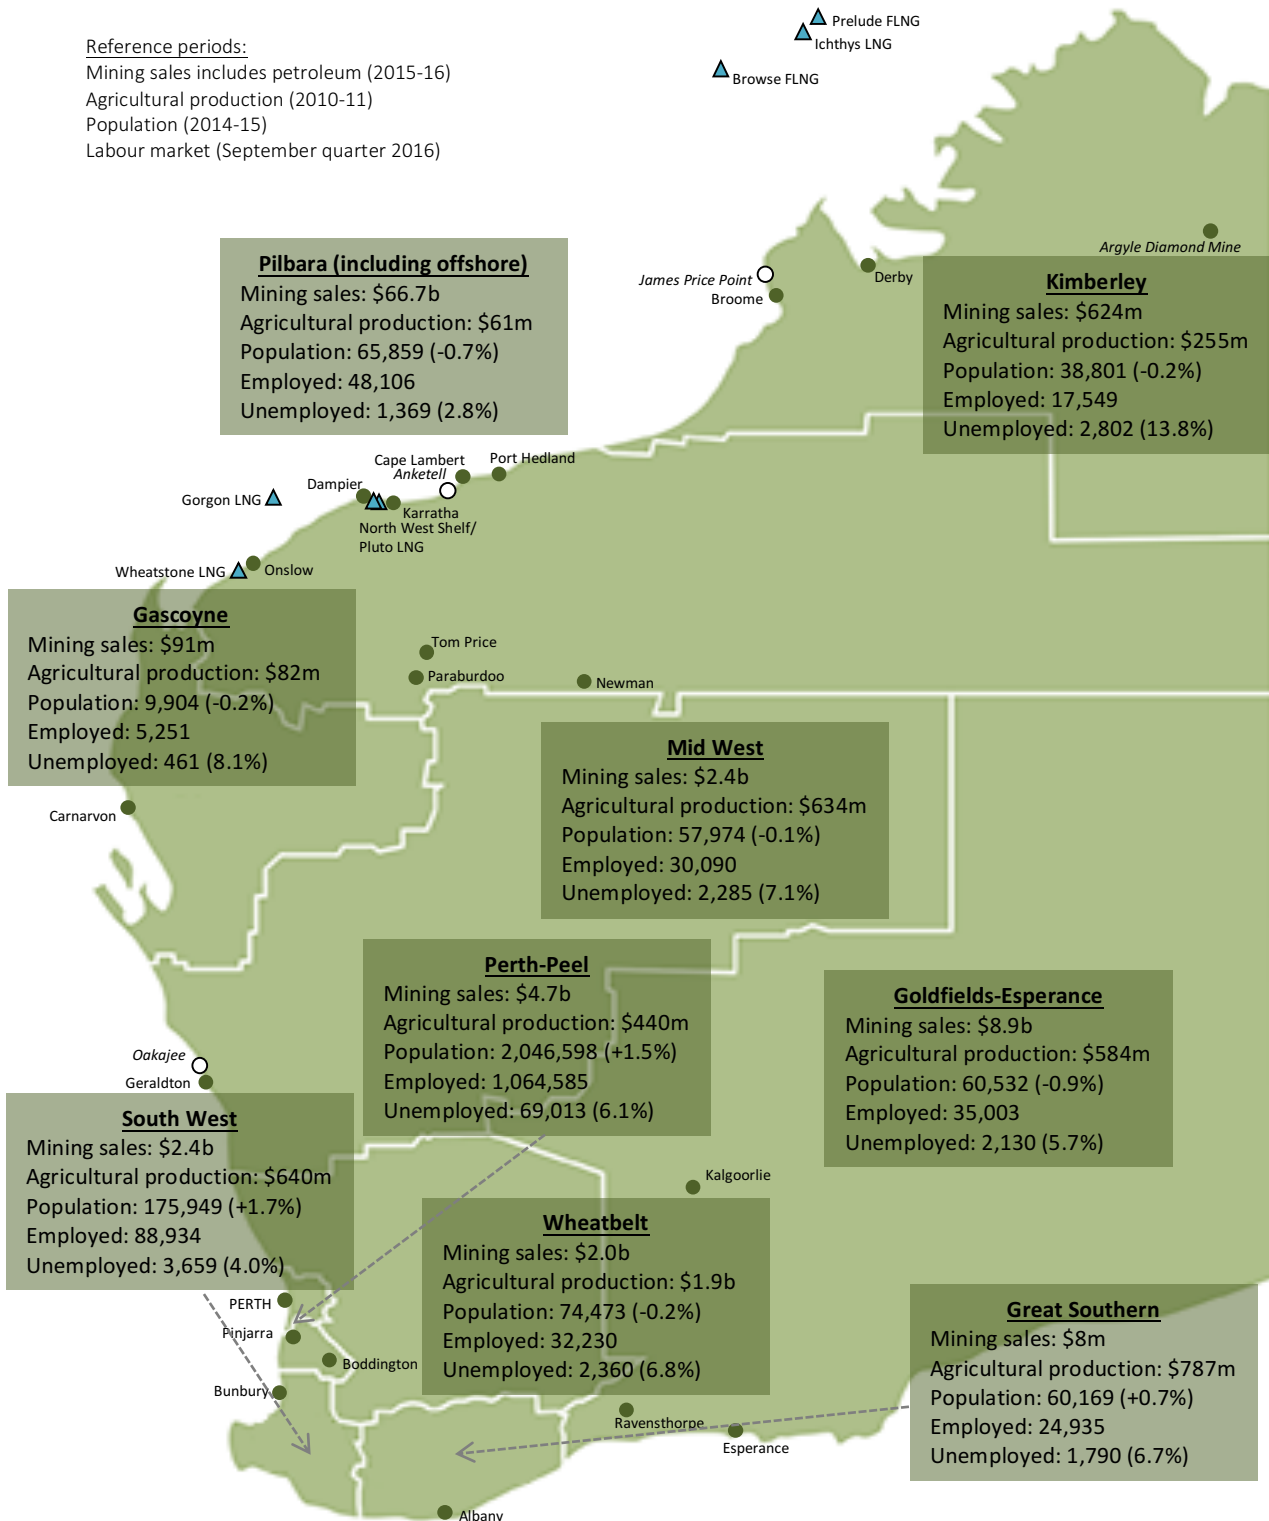 Prelude FLNG
Ichthys LNG
Browse FLNG
Reference periods:
Mining sales includes petroleum (2015-16)
Agricultural production (2010-11)
Population (2014-15)
Labour market (September quarter 2016)
Argyle Diamond Mine
Pilbara (including offshore)
Mining sales: $66.7b
Agricultural production: $61m
Population: 65,859 (-0.7%)
Employed: 48,106
Unemployed: 1,369 (2.8%)
James Price Point
Broome
Derby
Kimberley
Mining sales: $624m
Agricultural production: $255m
Population: 38,801 (-0.2%)
Employed: 17,549
Unemployed: 2,802 (13.8%)
Cape Lambert
Port Hedland
Anketell
Dampier
Gorgon LNG
Karratha
North West Shelf/
Pluto LNG
Wheatstone LNG
Onslow
Gascoyne
Mining sales: $91m
Agricultural production: $82m
Population: 9,904 (-0.2%)
Employed: 5,251
Unemployed: 461 (8.1%)
Tom Price
Paraburdoo
Newman
Mid West
Mining sales: $2.4b
Agricultural production: $634m
Population: 57,974 (-0.1%)
Employed: 30,090
Unemployed: 2,285 (7.1%)
Carnarvon
Perth-Peel
Mining sales: $4.7b
Agricultural production: $440m
Population: 2,046,598 (+1.5%)
Employed: 1,064,585
Unemployed: 69,013 (6.1%)
Goldfields-Esperance
Mining sales: $8.9b
Agricultural production: $584m
Population: 60,532 (-0.9%)
Employed: 35,003
Unemployed: 2,130 (5.7%)
Oakajee
Geraldton
South West
Mining sales: $2.4b
Agricultural production: $640m
Population: 175,949 (+1.7%)
Employed: 88,934
Unemployed: 3,659 (4.0%)
Kalgoorlie
Wheatbelt
Mining sales: $2.0b
Agricultural production: $1.9b
Population: 74,473 (-0.2%)
Employed: 32,230
Unemployed: 2,360 (6.8%)
PERTH
Pinjarra
Boddington
Bunbury
Great Southern
Mining sales: $8m
Agricultural production: $787m
Population: 60,169 (+0.7%)
Employed: 24,935
Unemployed: 1,790 (6.7%)
Ravensthorpe
Esperance
Albany